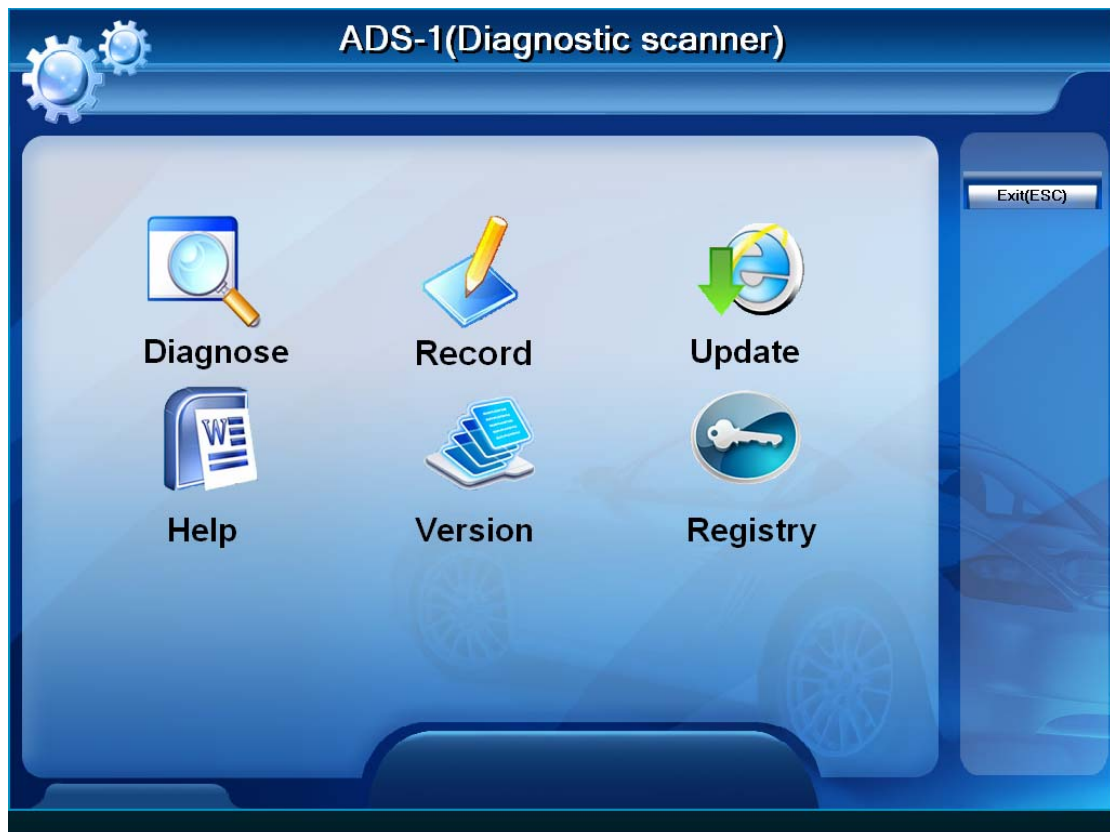 ADS-1(Diagnostic scanner)
Exit(ESC)
Diagnose
Record
Update
W
Help
Version
Registry